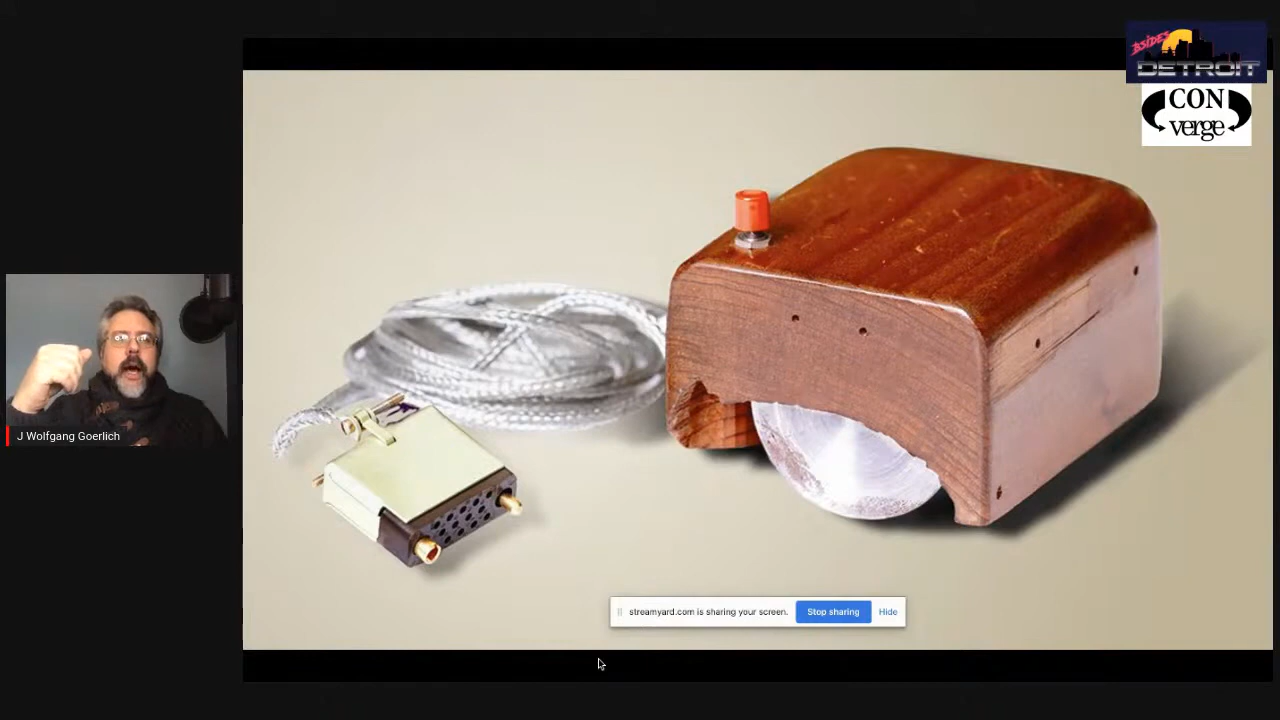 BSIDES
DETROIT
CON
verge
J Wolfgang Goerlich
streamyard.com is sharing your screen.
Stop sharing
Hide